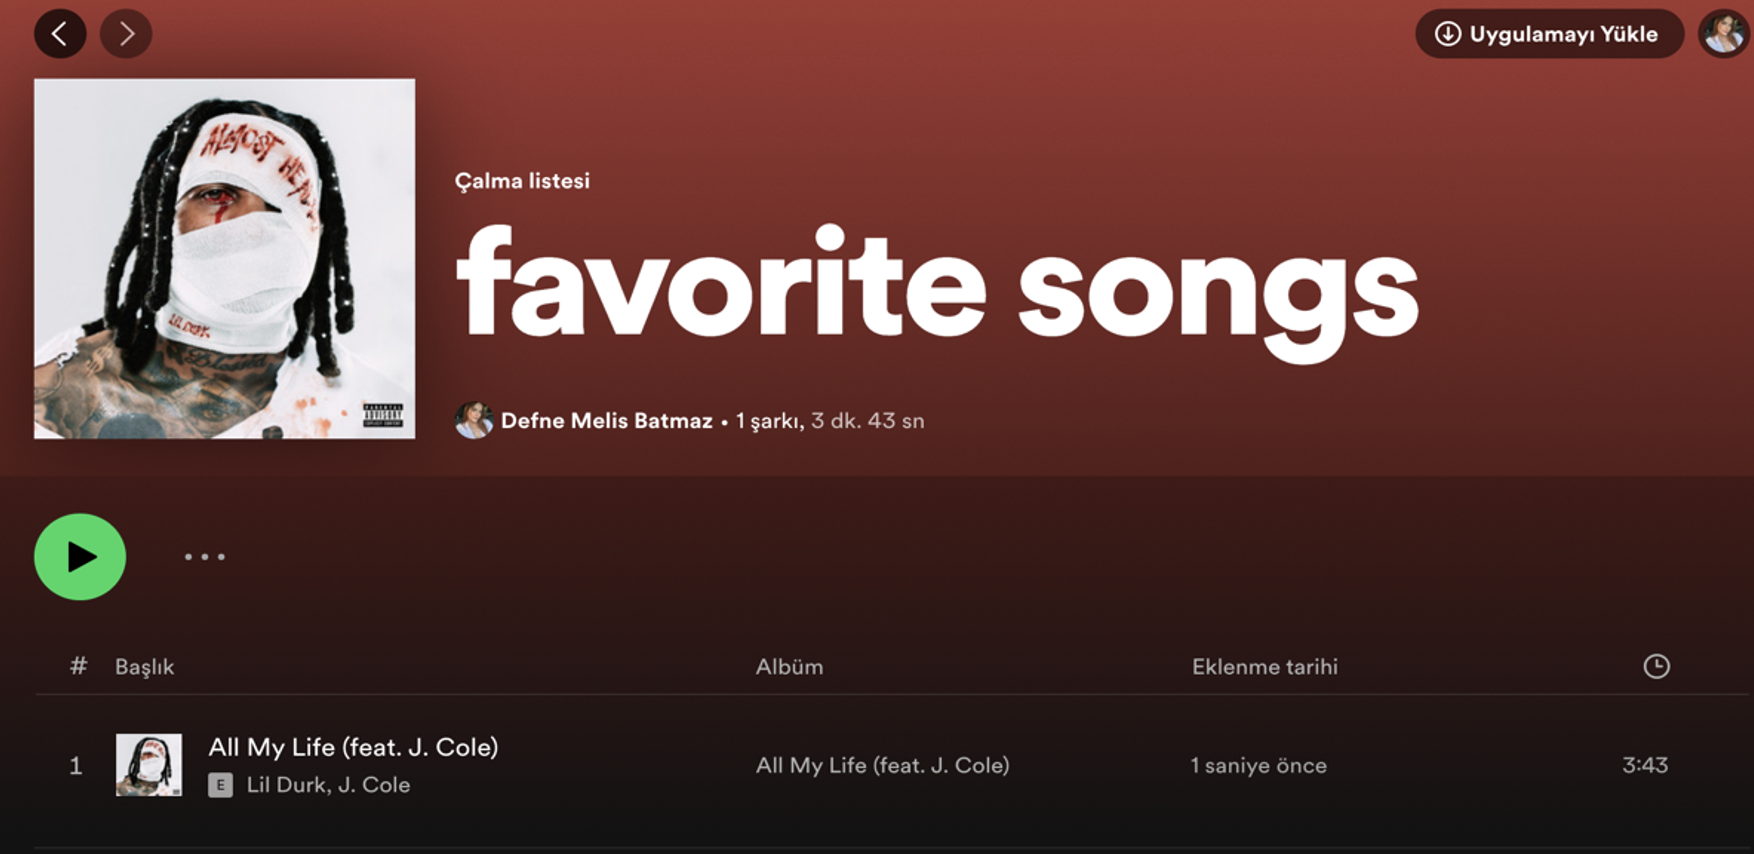 Uygulamayı Yükle
ALMOST HEALED
LIL DURK
PARENTAL
ADVISORY
EXPLICIT CONTENT
Çalma listesi
favorite songs
Defne Melis Batmaz • 1 şarkı, 3 dk. 43 sn
# Başlık Albüm Eklenme tarihi
1 All My Life (feat. J. Cole) All My Life (feat. J. Cole) 1 saniye önce 3:43
E Lil Durk, J. Cole